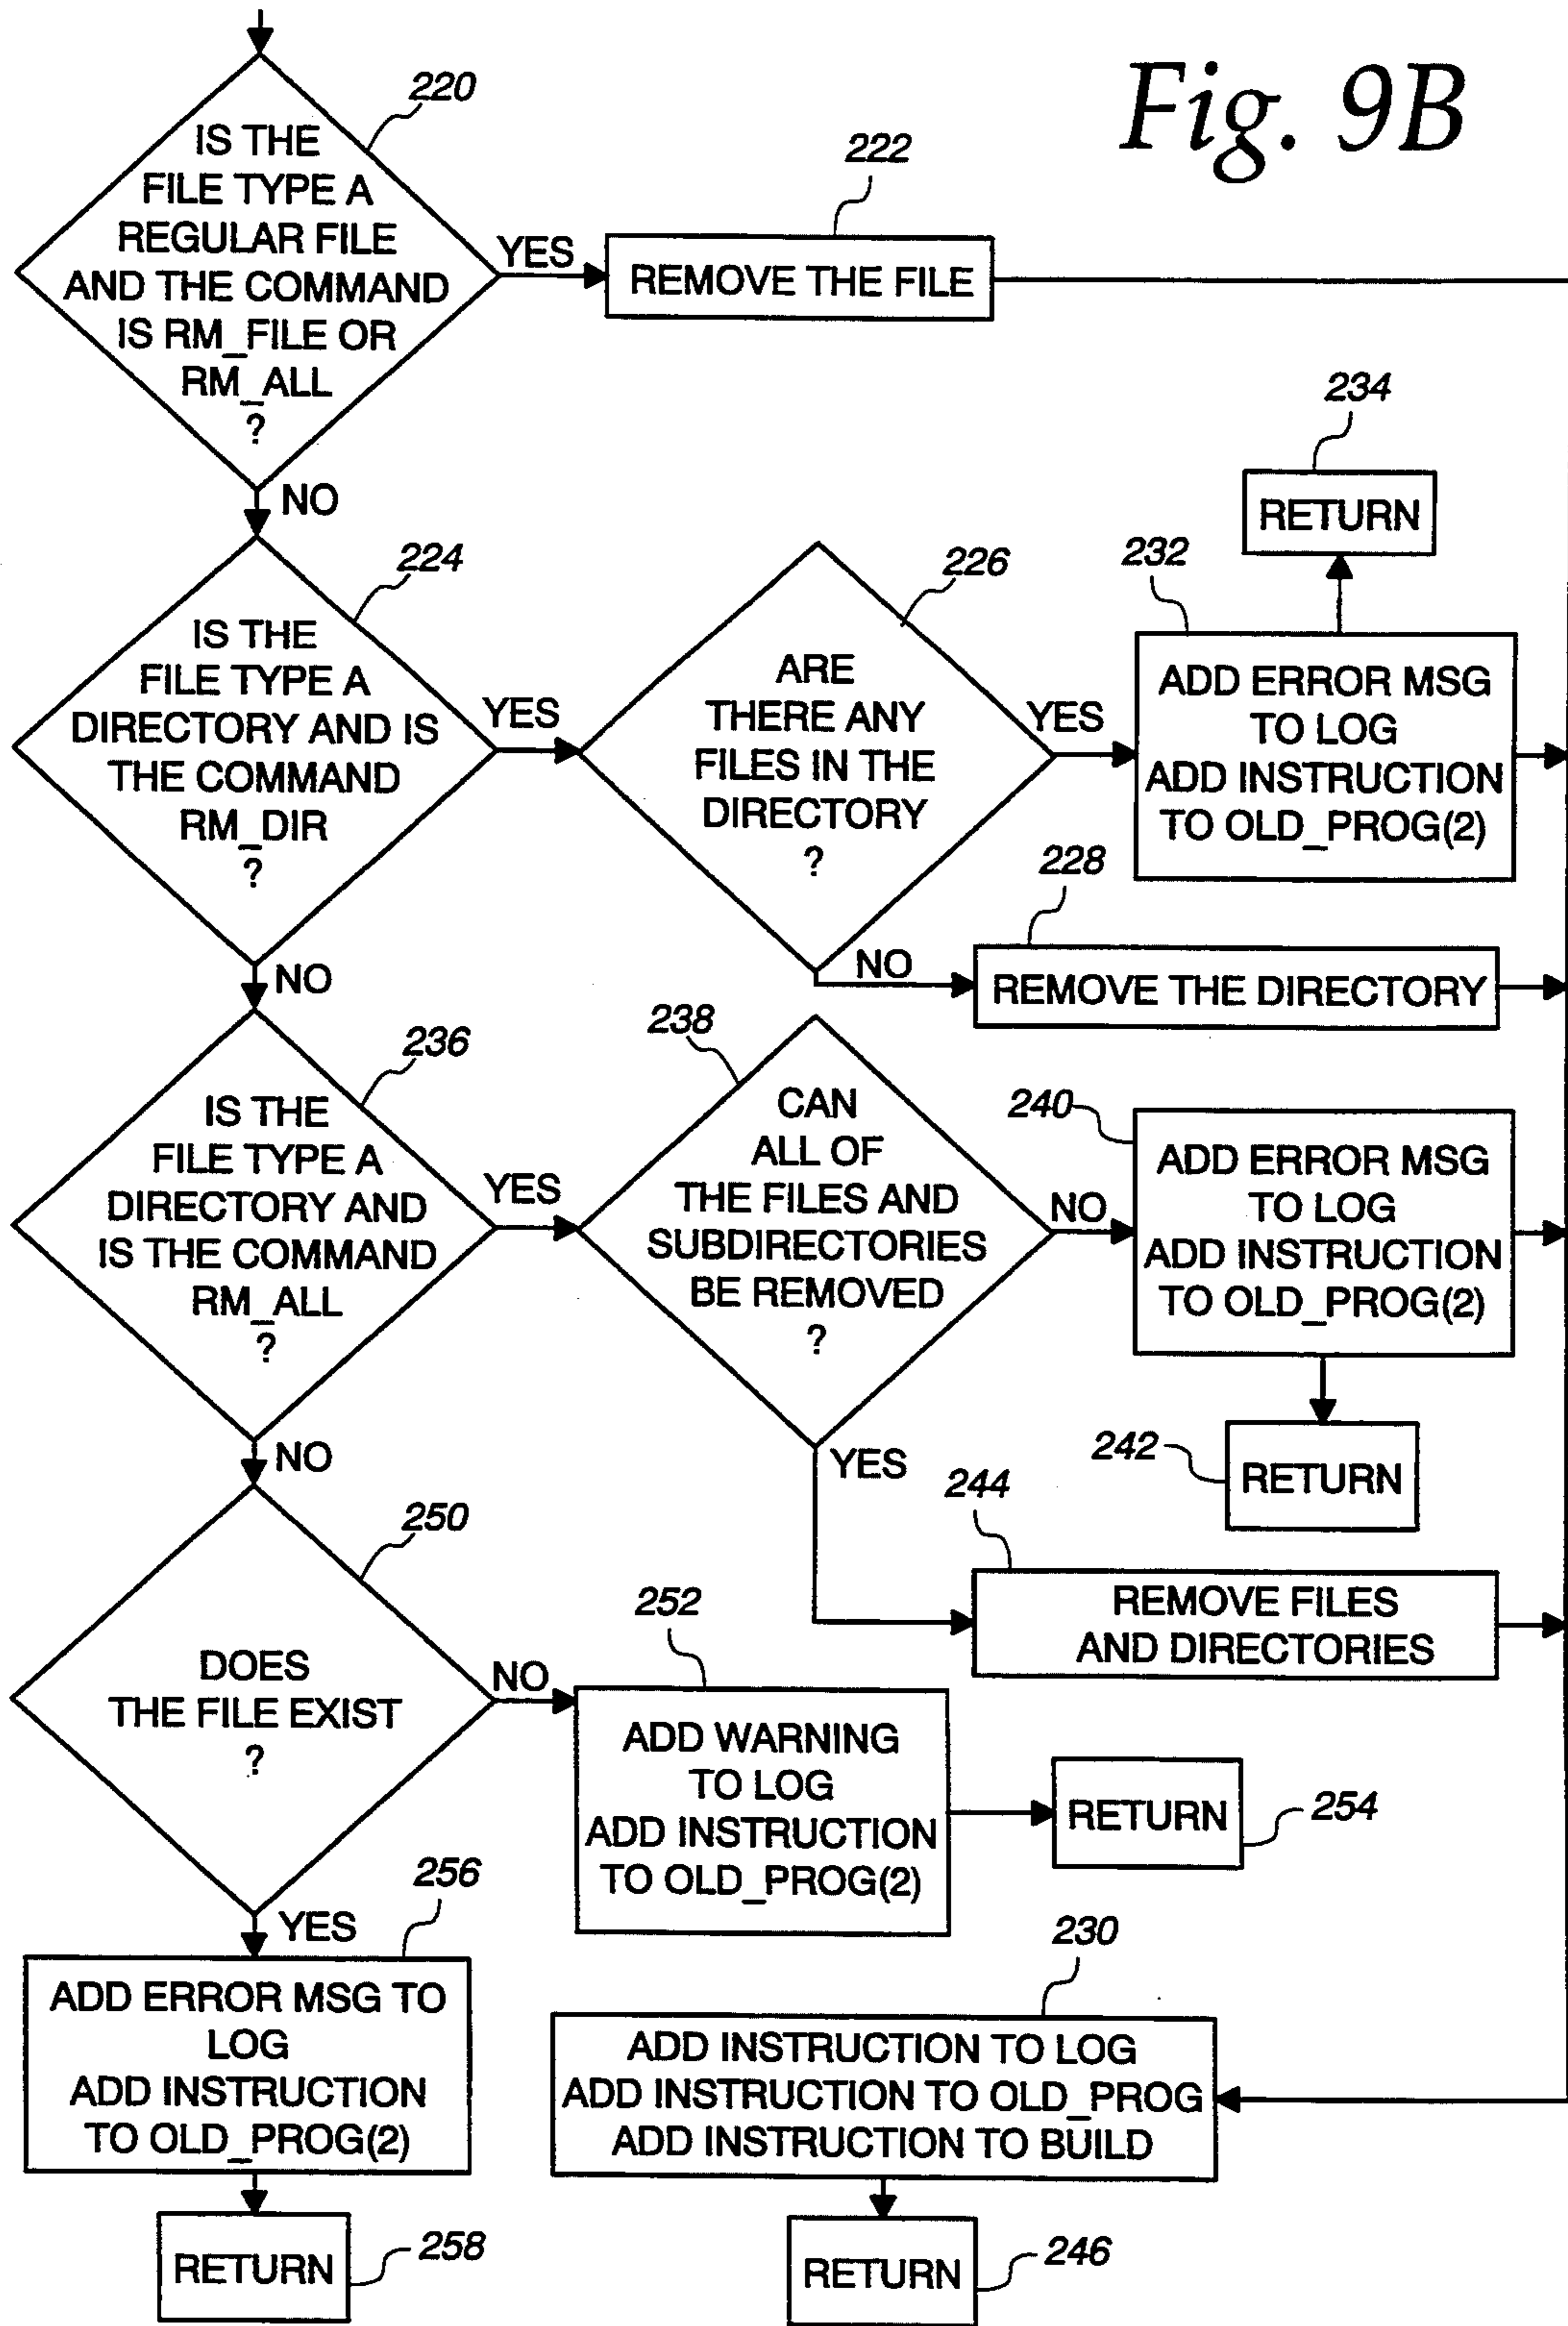 Fig. 9B
220
IS THE
FILE TYPE A
REGULAR FILE
AND THE COMMAND
IS RM_FILE OR
RM_ALL
?
YES
222
REMOVE THE FILE
NO
224
IS THE
FILE TYPE A
DIRECTORY AND IS
THE COMMAND
RM_DIR
?
YES
226
ARE
THERE ANY
FILES IN THE
DIRECTORY
?
YES
232
ADD ERROR MSG
TO LOG
ADD INSTRUCTION
TO OLD_PROG(2)
234
RETURN
NO
228
REMOVE THE DIRECTORY
NO
236
IS THE
FILE TYPE A
DIRECTORY AND
IS THE COMMAND
RM_ALL
?
YES
238
CAN
ALL OF
THE FILES AND
SUBDIRECTORIES
BE REMOVED
?
NO
240
ADD ERROR MSG
TO LOG
ADD INSTRUCTION
TO OLD_PROG(2)
242
RETURN
YES
244
REMOVE FILES
AND DIRECTORIES
NO
250
DOES
THE FILE EXIST
?
NO
252
ADD WARNING
TO LOG
ADD INSTRUCTION
TO OLD_PROG(2)
RETURN
254
YES
256
ADD ERROR MSG TO
LOG
ADD INSTRUCTION
TO OLD_PROG(2)
RETURN
258
230
ADD INSTRUCTION TO LOG
ADD INSTRUCTION TO OLD_PROG
ADD INSTRUCTION TO BUILD
RETURN
246